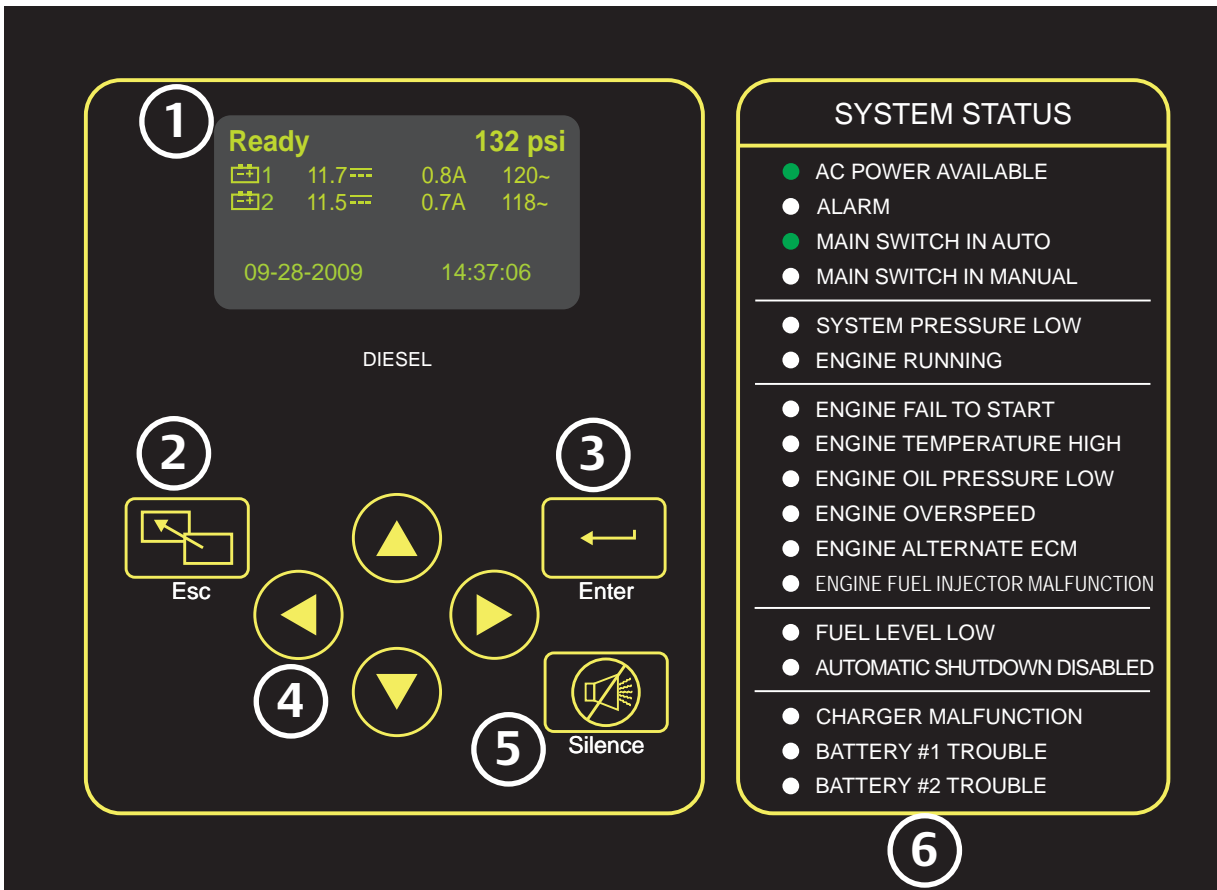 1
Ready 132 psi
1 11.7 0.8A 120~
2 11.5 0.7A 118~
09-28-2009 14:37:06
DIESEL
2
3
Esc
Enter
4
5
Silence
SYSTEM STATUS
AC POWER AVAILABLE
ALARM
MAIN SWITCH IN AUTO
MAIN SWITCH IN MANUAL
SYSTEM PRESSURE LOW
ENGINE RUNNING
ENGINE FAIL TO START
ENGINE TEMPERATURE HIGH
ENGINE OIL PRESSURE LOW
ENGINE OVERSPEED
ENGINE ALTERNATE ECM
ENGINE FUEL INJECTOR MALFUNCTION
FUEL LEVEL LOW
AUTOMATIC SHUTDOWN DISABLED
CHARGER MALFUNCTION
BATTERY #1 TROUBLE
BATTERY #2 TROUBLE
6